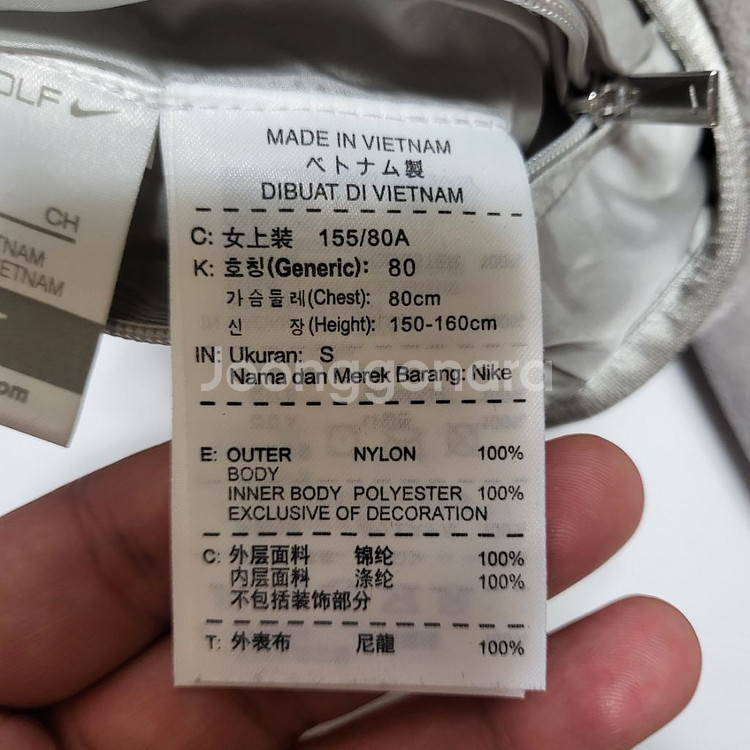 OLF
CH
TNAM
IETNAM
om
MADE IN VIETNAM
ベトナム製
DIBUAT DI VIETNAM
C: 女上装 155/80A
K: 호칭(Generic): 80
가슴둘레(Chest): 80cm
신 장(Height): 150-160cm
IN: Ukuran: S
Nama dan Merek Barang: Nike
Joonggonara
E: OUTER NYLON 100%
BODY
INNER BODY POLYESTER 100%
EXCLUSIVE OF DECORATION
C: 外层面料 锦纶 100%
内层面料 涤纶 100%
不包括装饰部分
T: 外表布 尼龍 100%